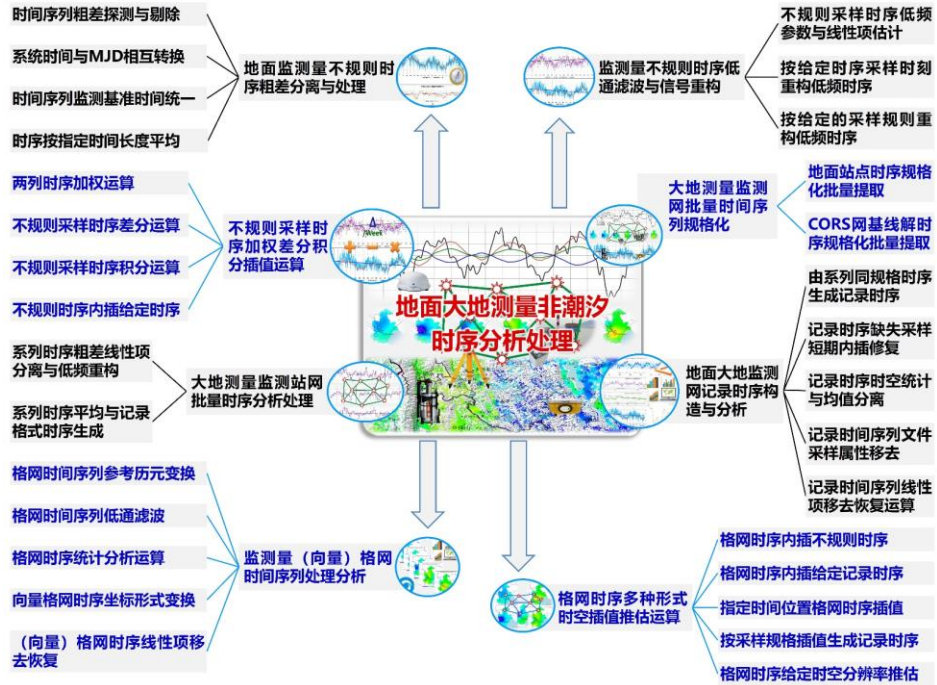 时间序列粗差探测与剔除
系统时间与MJD相互转换
时间序列监测基准时间统一
时序按指定时间长度平均
地面监测量不规则时
序粗差分离与处理
监测量不规则时序低
通滤波与信号重构
不规则采样时序低频
参数与线性项估计
按给定时序采样时刻
重构低频时序
按给定的采样规则重
构低频时序
两列时序加权运算
不规则采样时序差分运算
不规则采样时序积分运算
不规则时序内插给定时序
不规则采样时
序加权差分积
分插值运算
Week
大地测量监测
网批量时间序
列规格化
地面站点时序规格
化批量提取
CORS网基线解时
序规格化批量提取
地面大地测量非潮汐
时序分析处理
系列时序粗差线性项
分离与低频重构
系列时序平均与记录
格式时序生成
大地测量监测站网
批量时序分析处理
地面大地监测
网记录时序构
造与分析
由系列同规格时序
生成记录时序
记录时序缺失采样
短期内插修复
记录时序时空统计
与均值分离
记录时间序列文件
采样属性移去
记录时间序列线性
项移去恢复运算
格网时间序列参考历元变换
格网时间序列低通滤波
格网时序统计分析运算
向量格网时序坐标形式变换
（向量）格网时序线性项移
去恢复
监测量（向量）格网
时间序列处理分析
格网时序多种形式
时空插值推估运算
格网时序内插不规则时序
格网时序内插给定记录时序
指定时间位置格网时序插值
按采样规格插值生成记录时序
格网时序给定时空分辨率推估